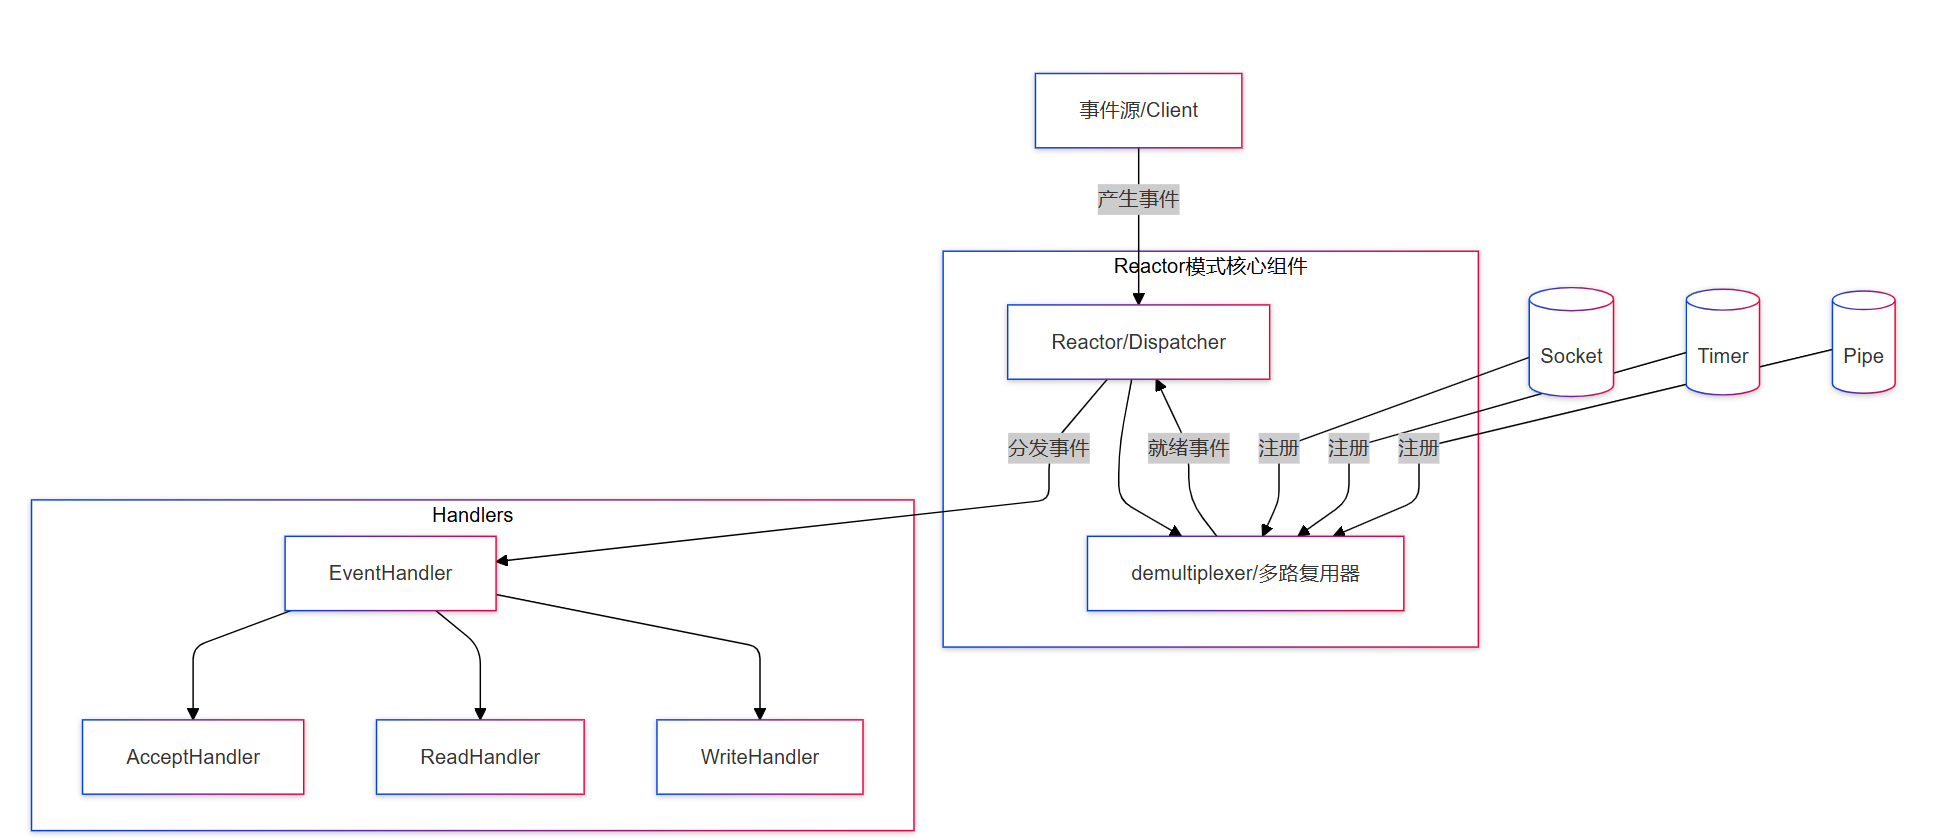 事件源/Client
产生事件
Reactor模式核心组件
Reactor/Dispatcher
Socket
Timer
Pipe
分发事件
就绪事件
注册
注册
注册
Handlers
EventHandler
demultiplexer/多路复用器
AcceptHandler
ReadHandler
WriteHandler